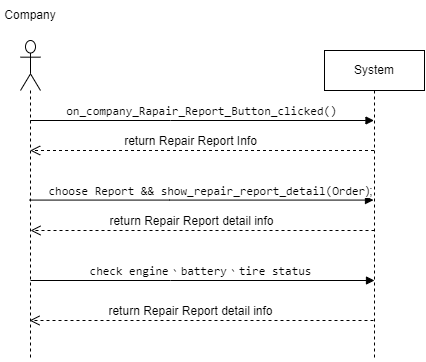 Company
System
on_company_Rapair_Report_Button_clicked()
return Repair Report Info
choose Report && show_repair_report_detail(Order)
return Repair Report detail info
check engine、battery、tire status
return Repair Report detail info